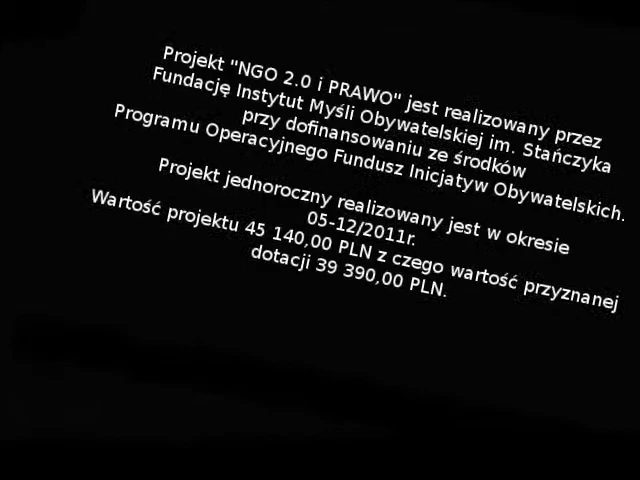 Projekt "NGO 2.0 i PRAWO" jest realizowany przez
Fundację Instytut Myśli Obywatelskiej im. Stańczyka
przy dofinansowaniu ze środków
Programu Operacyjnego Fundusz Inicjatyw Obywatelskich.
Projekt jednoroczny realizowany jest w okresie
05-12/2011r.
Wartość projektu 45 140,00 PLN z czego wartość przyznanej
dotacji 39 390,00 PLN.